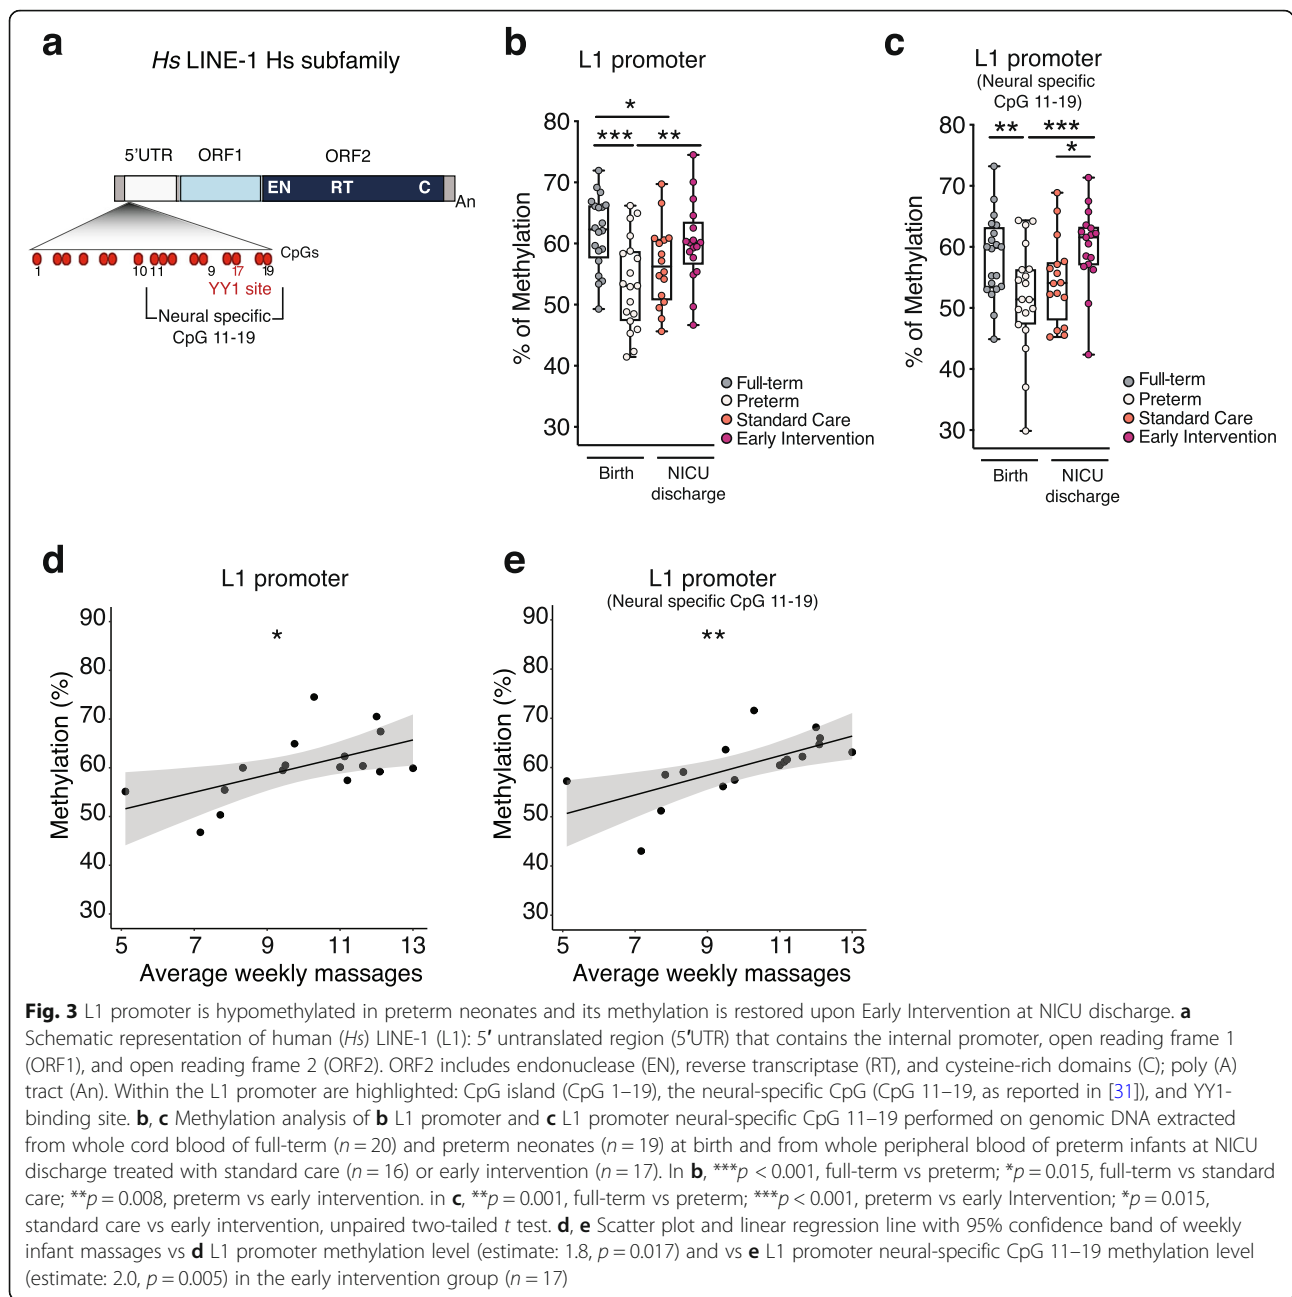 a
Hs LINE-1 Hs subfamily
5'UTR ORF1 ORF2
EN RT C
An
CpGs
1 10 11 9 17 19
YY1 site
Neural specific
CpG 11-19
b
L1 promoter
*
*** **
% of Methylation
80
70
60
50
40
30
Full-term
Preterm
Standard Care
Early Intervention
Birth NICU
discharge
c
L1 promoter
(Neural specific
CpG 11-19)
** ***
*
% of Methylation
80
70
60
50
40
30
Full-term
Preterm
Standard Care
Early Intervention
Birth NICU
discharge
d
L1 promoter
*
Methylation (%)
90
80
70
60
50
40
30
5 7 9 11 13
Average weekly massages
e
L1 promoter
(Neural specific CpG 11-19)
**
Methylation (%)
90
80
70
60
50
40
30
5 7 9 11 13
Average weekly massages
Fig. 3 L1 promoter is hypomethylated in preterm neonates and its methylation is restored upon Early Intervention at NICU discharge. a
Schematic representation of human (Hs) LINE-1 (L1): 5′ untranslated region (5′UTR) that contains the internal promoter, open reading frame 1
(ORF1), and open reading frame 2 (ORF2). ORF2 includes endonuclease (EN), reverse transcriptase (RT), and cysteine-rich domains (C); poly (A)
tract (An). Within the L1 promoter are highlighted: CpG island (CpG 1–19), the neural-specific CpG (CpG 11–19, as reported in [31]), and YY1-
binding site. b, c Methylation analysis of b L1 promoter and c L1 promoter neural-specific CpG 11–19 performed on genomic DNA extracted
from whole cord blood of full-term (n = 20) and preterm neonates (n = 19) at birth and from whole peripheral blood of preterm infants at NICU
discharge treated with standard care (n = 16) or early intervention (n = 17). In b, ***p < 0.001, full-term vs preterm; *p = 0.015, full-term vs standard
care; **p = 0.008, preterm vs early intervention. in c, **p = 0.001, full-term vs preterm; ***p < 0.001, preterm vs early Intervention; *p = 0.015,
standard care vs early intervention, unpaired two-tailed t test. d, e Scatter plot and linear regression line with 95% confidence band of weekly
infant massages vs d L1 promoter methylation level (estimate: 1.8, p = 0.017) and vs e L1 promoter neural-specific CpG 11–19 methylation level
(estimate: 2.0, p = 0.005) in the early intervention group (n = 17)